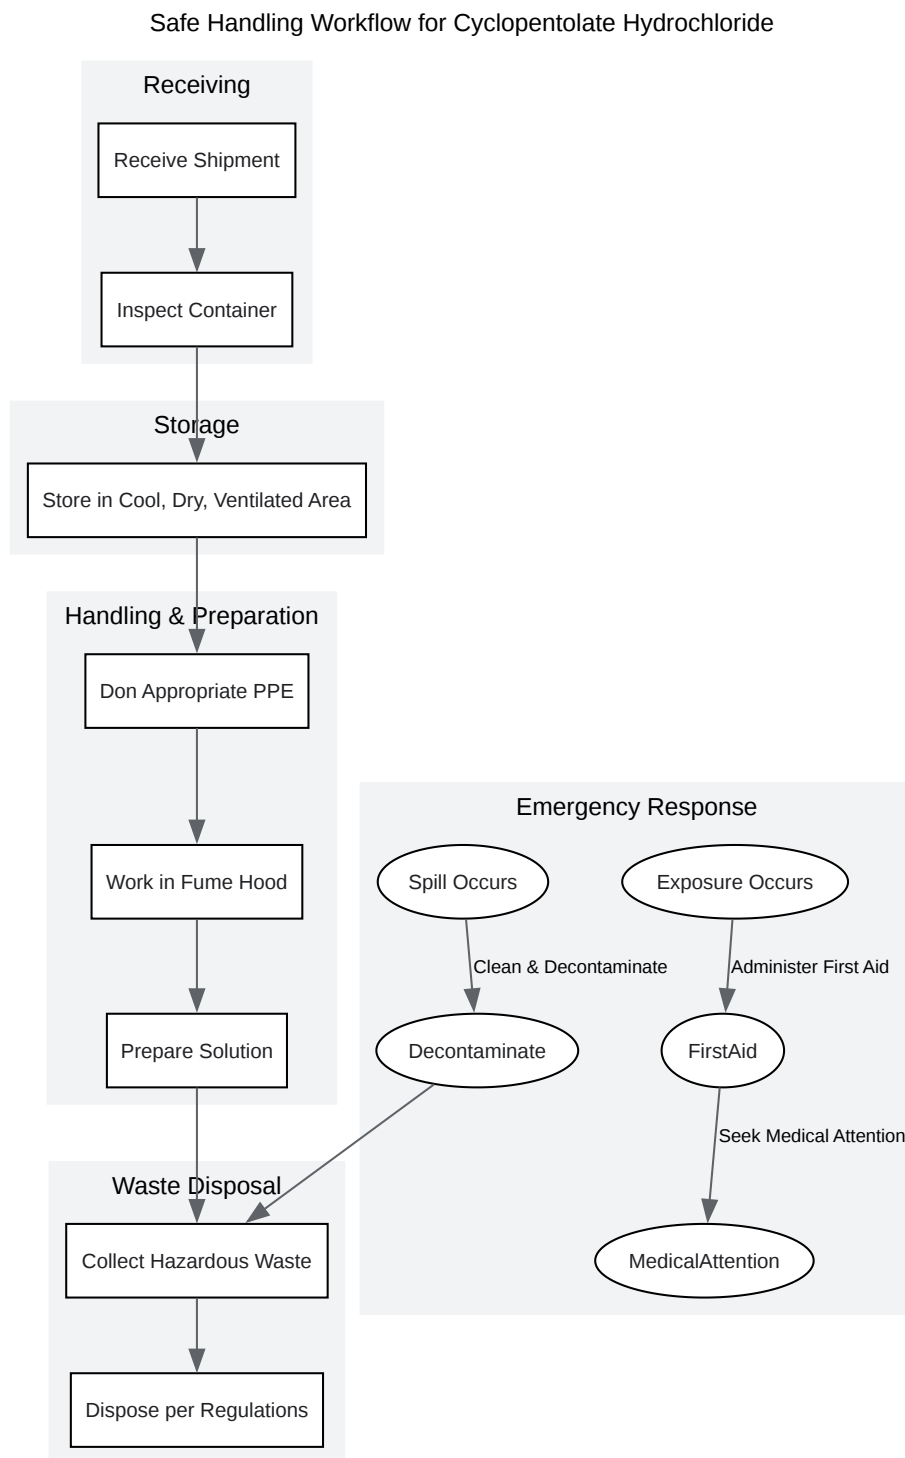 Safe Handling Workflow for Cyclopentolate Hydrochloride
Receiving
Receive Shipment
Inspect Container
Storage
Store in Cool, Dry, Ventilated Area
Handling & Preparation
Don Appropriate PPE
Work in Fume Hood
Prepare Solution
Emergency Response
Spill Occurs
Exposure Occurs
Clean & Decontaminate
Administer First Aid
Decontaminate
FirstAid
Seek Medical Attention
MedicalAttention
Waste Disposal
Collect Hazardous Waste
Dispose per Regulations